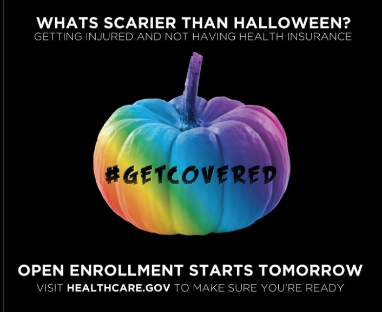 WHATS SCARIER THAN HALLOWEEN?
GETTING INJURED AND NOT HAVING HEALTH INSURANCE
#GETCOVERED
OPEN ENROLLMENT STARTS TOMORROW
VISIT HEALTHCARE.GOV TO MAKE SURE YOU'RE READY